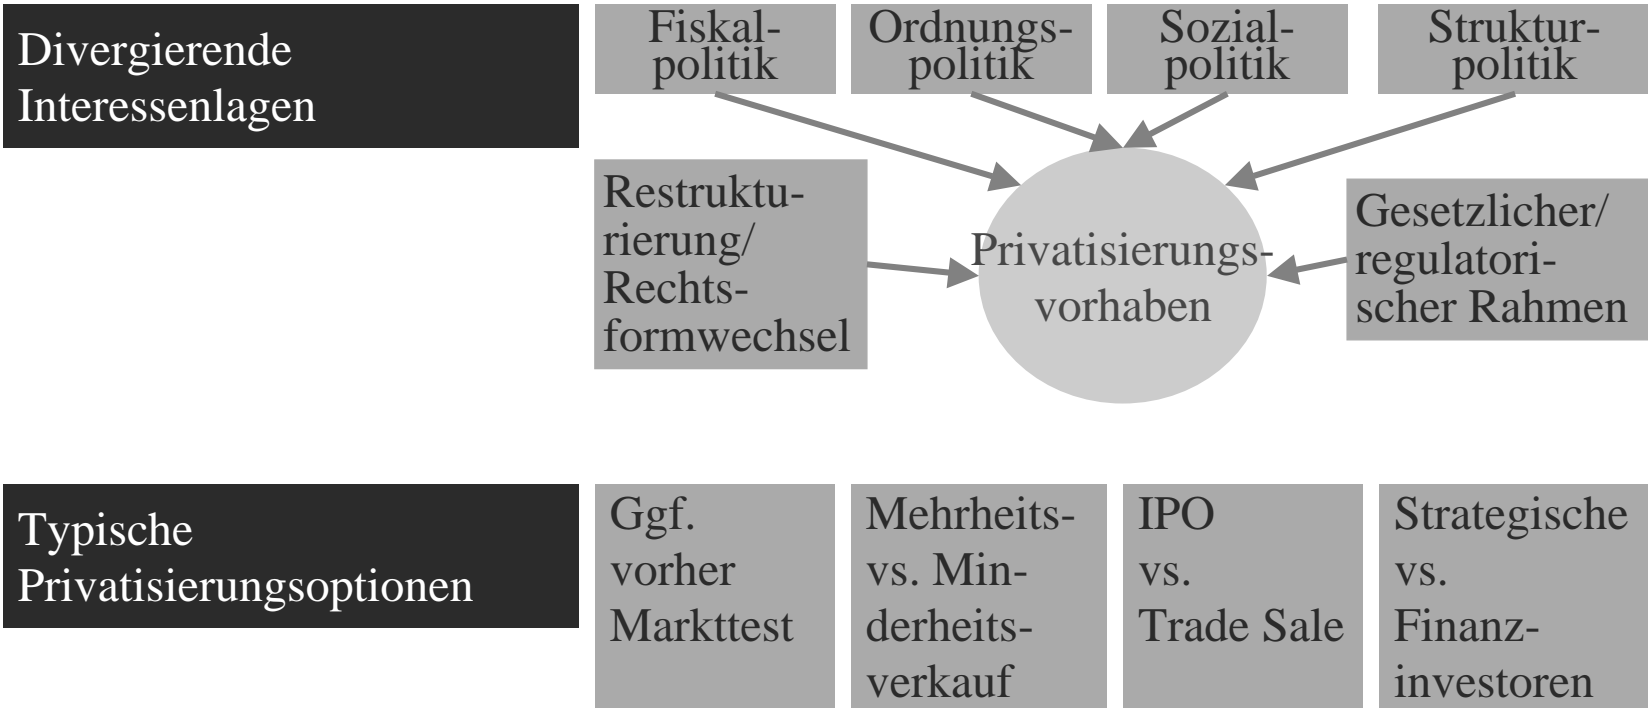 Divergierende
Interessenlagen
Fiskal-
politik
Ordnungs-
politik
Sozial-
politik
Struktur-
politik
Restruktu-
rierung/
Rechts-
formwechsel
Privatisierungs-
vorhaben
Gesetzlicher/
regulatori-
scher Rahmen
Typische
Privatisierungsoptionen
Ggf.
vorher
Markttest
Mehrheits-
vs. Min-
derheits-
verkauf
IPO
vs.
Trade Sale
Strategische
vs.
Finanz-
investoren